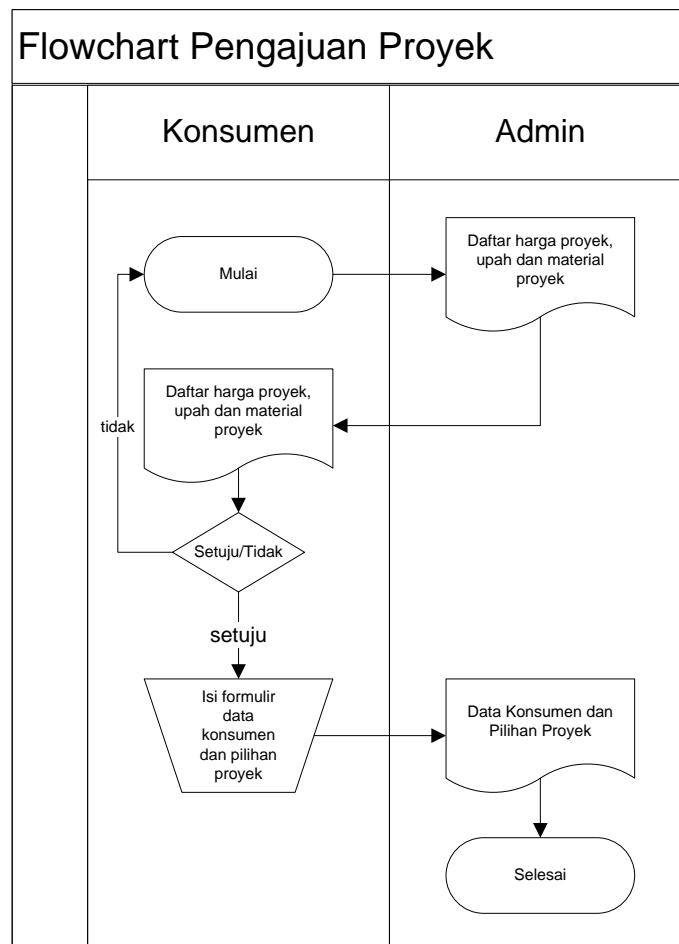 Flowchart Pengajuan Proyek
Konsumen
Admin
Mulai
Daftar harga proyek,
upah dan material
proyek
Daftar harga proyek,
upah dan material
proyek
tidak
Setuju/Tidak
setuju
Isi formulir
data
konsumen
dan pilihan
proyek
Data Konsumen dan
Pilihan Proyek
Selesai